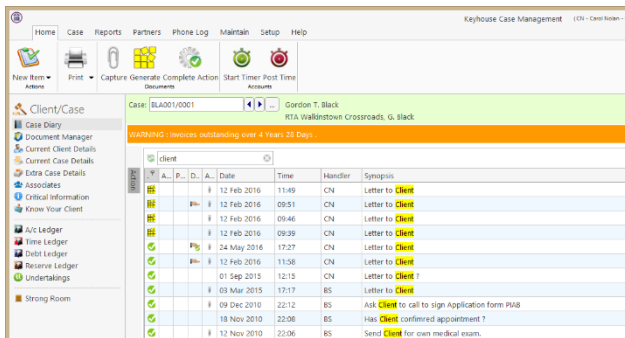 Keyhouse Case Management (CN - Carol Nolan -
Home Case Reports Partners Phone Log Maintain Setup Help
New Item Print Capture Generate Complete Action Start Timer Post Time
Actions Documents Accounts
Client/Case
Case Diary
Document Manager
Current Client Details
Current Case Details
Extra Case Details
Associates
Critical Information
Know Your Client
A/c Ledger
Time Ledger
Debt Ledger
Reserve Ledger
Undertakings
Strong Room
Case: BLA001/0001 ... Gordon T. Black
RTA Walkinstown Crossroads, G. Black
WARNING : Invoices outstanding over 4 Years 28 Days .
client
Action
A... P... D.. A... Date Time Handler Synopsis
12 Feb 2016 11:49 CN Letter to Client
12 Feb 2016 09:51 CN Letter to Client
12 Feb 2016 09:46 CN Letter to Client
12 Feb 2016 09:39 CN Letter to Client
24 May 2016 17:27 CN Letter to Client
12 Feb 2016 11:58 CN Letter to Client
01 Sep 2015 12:15 CN Letter to Client ?
03 Mar 2015 17:17 BS Letter to Client
09 Dec 2010 22:12 BS Ask Client to call to sign Application form PIAB
18 Nov 2010 22:08 BS Has Client confimred appointment ?
12 Nov 2010 22:06 BS Send Client for own medical exam.